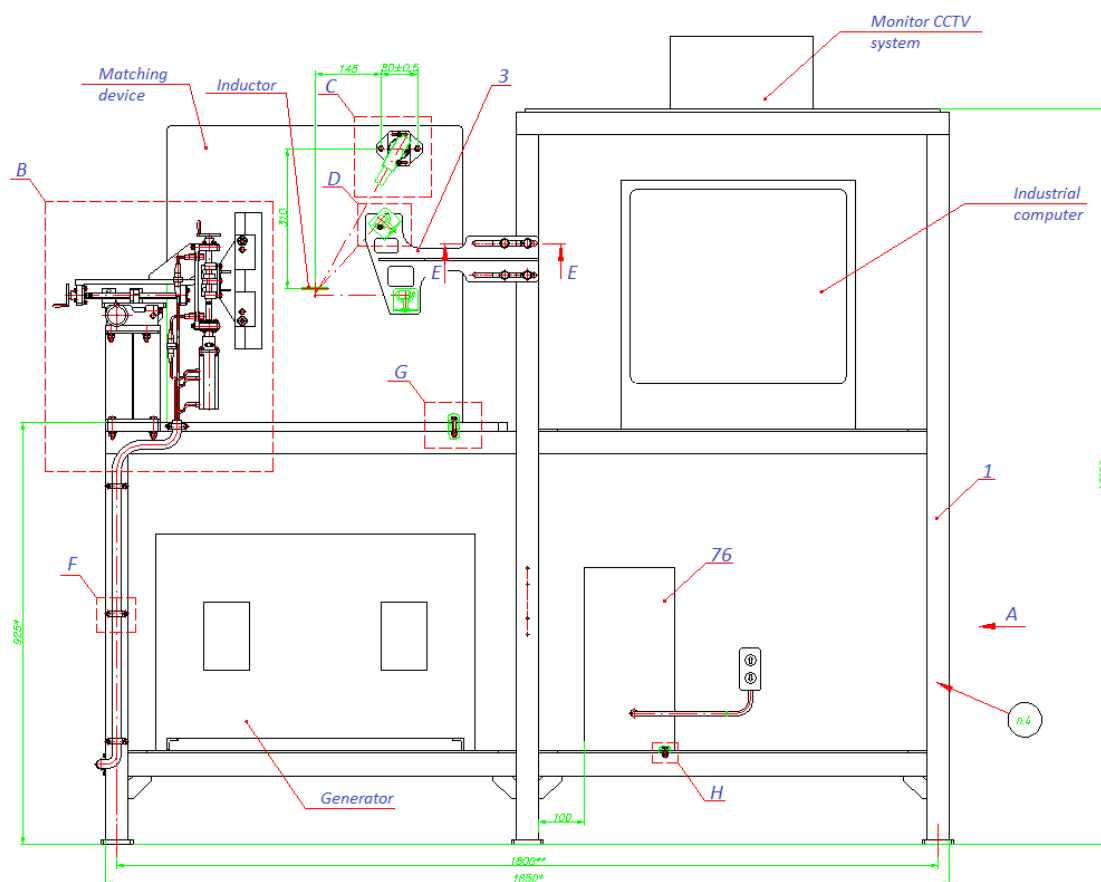 Monitor CCTV
system
3
145
80±0,5
Matching
device
Inductor
C
B
D
310
Industrial
computer
E
E
G
1
76
F
A
925*
n.4
Generator
H
100
1800**
1850*